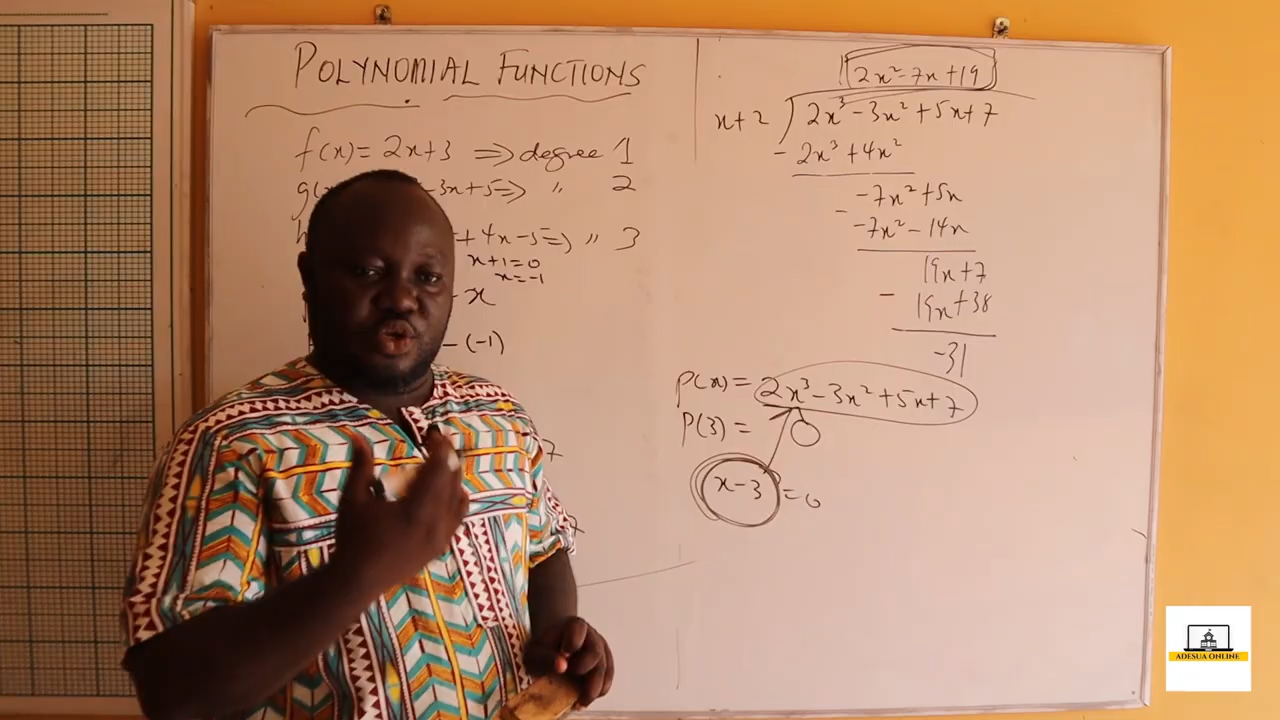 POLYNOMIAL FUNCTIONS
f(x) = 2x+3 ⇒ degree 1
g(x 3x+5 ⇒ " 2
h + 4x-5 ⇒ " 3
x+1=0
x=-1
- x
-(-1)
7
2x²-7x+19
x+2 ) 2x³-3x²+5x+7
- 2x³+4x²
-7x²+5x
- -7x²-14x
19x+7
- 19x+38
-31
P(x) = 2x³-3x²+5x+7
P(3) =
x-3 = 0
ADESUA ONLINE